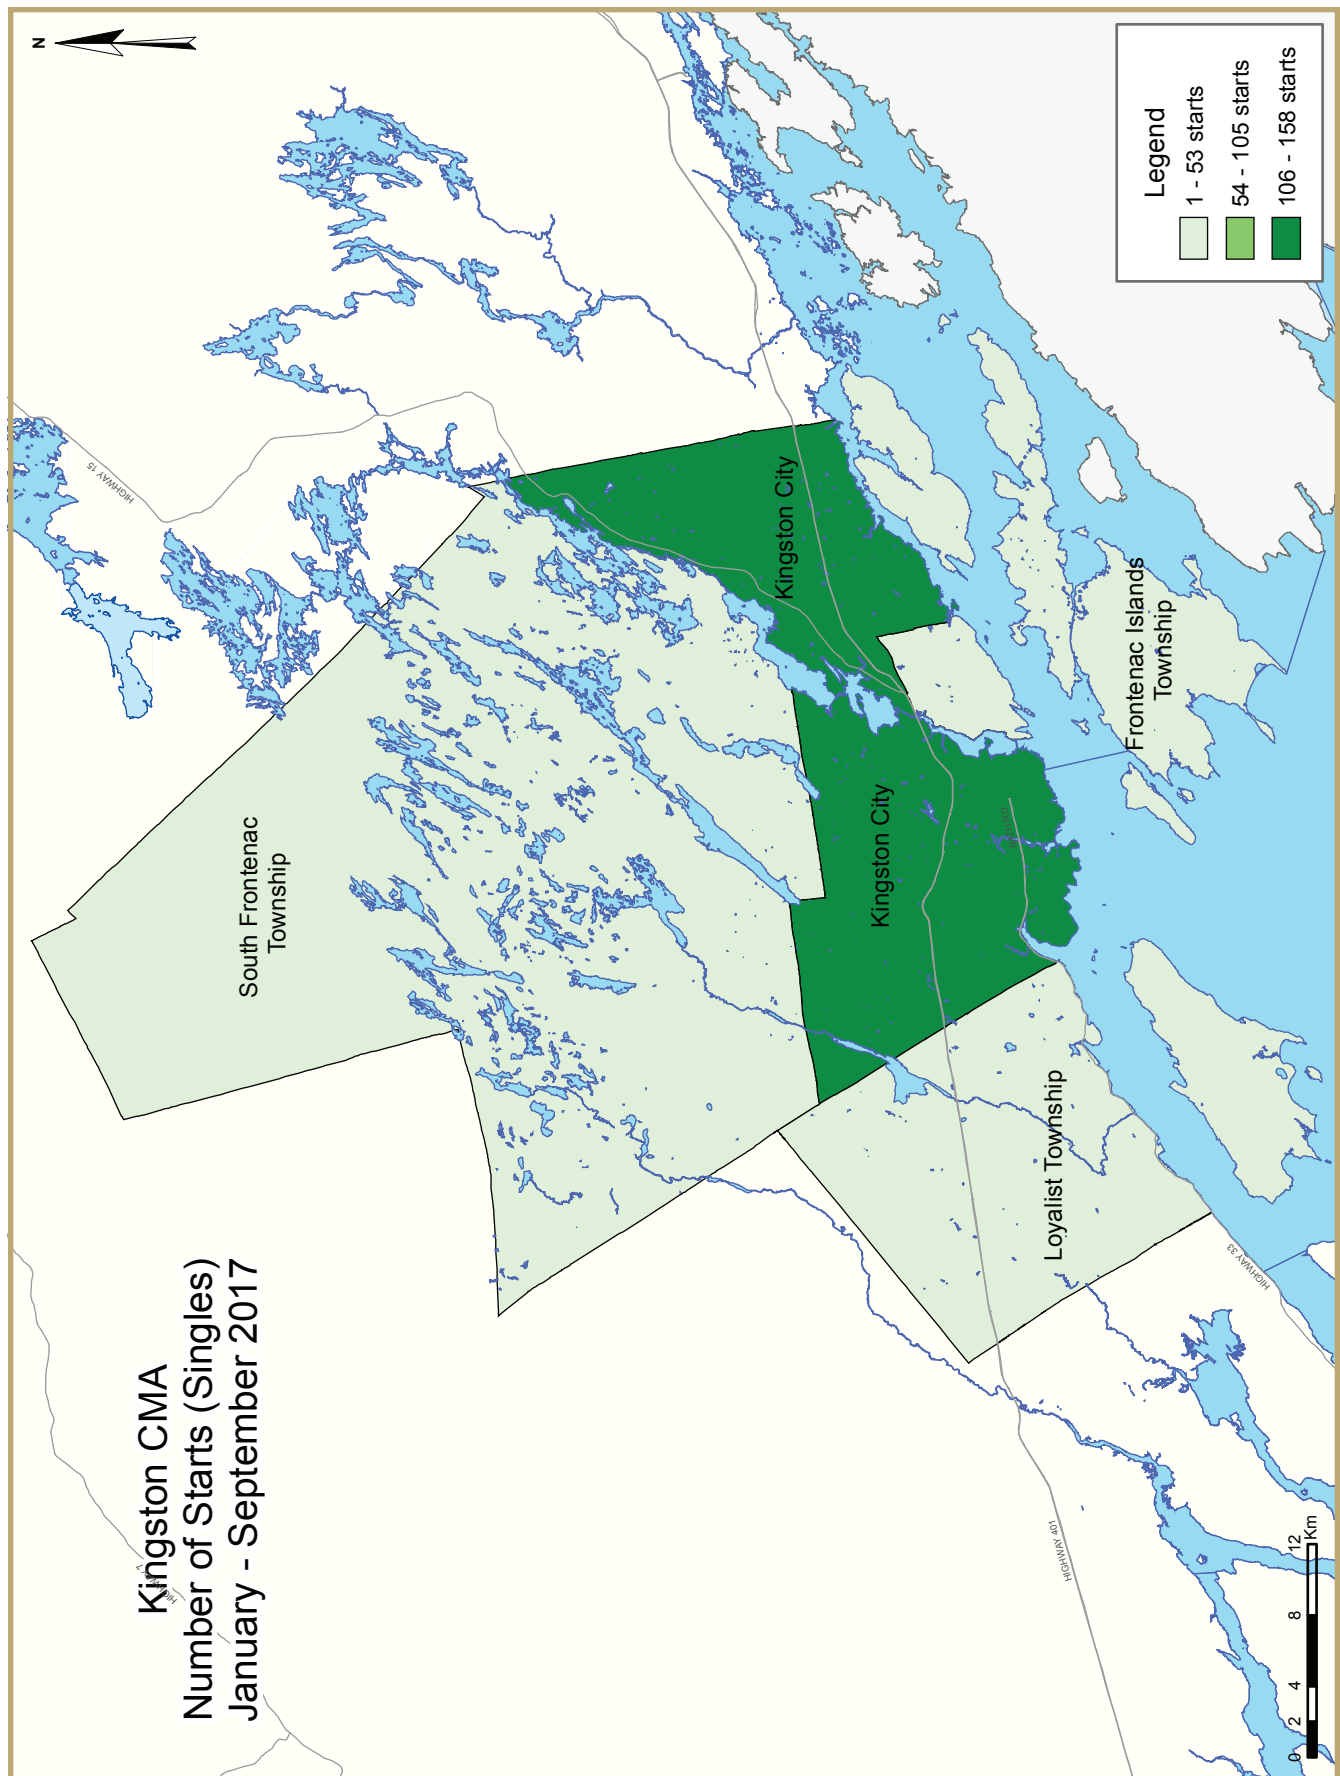 Kingston CMA
Number of Starts (Singles)
January - September 2017
N
Legend
1 - 53 starts
54 - 105 starts
106 - 158 starts
HIGHWAY 15
HIGHWAY 7
South Frontenac
Township
Kingston City
Kingston City
Frontenac Islands
Township
Loyalist Township
HIGHWAY 33
HIGHWAY 401
0 2 4 8 12
Km